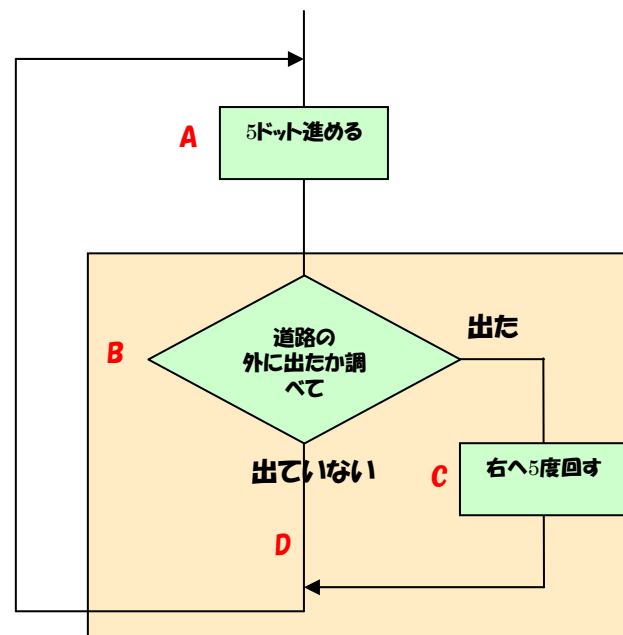 A
5ドット進める
B
道路の
外に出たか調
べて
出た
出ていない
C
右へ5度回す
D